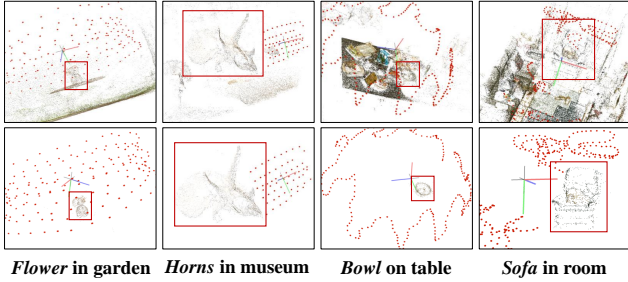 Flower in garden
Horns in museum
Bowl on table
Sofa in room